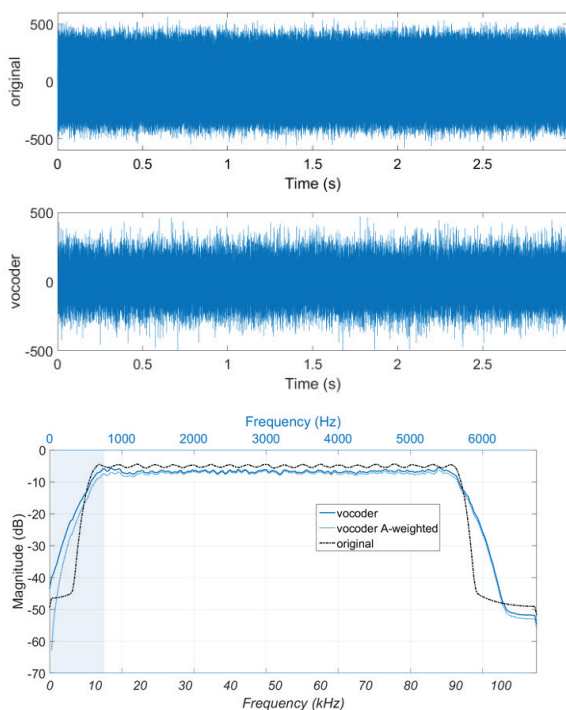 500
0
-500
original
0 0.5 1 1.5 2 2.5
Time (s)
500
0
-500
vocoder
0 0.5 1 1.5 2 2.5
Time (s)
Frequency (Hz)
0 1000 2000 3000 4000 5000 6000
0
-10
-20
-30
-40
-50
-60
-70
Magnitude (dB)
vocoder
vocoder A-weighted
original
0 10 20 30 40 50 60 70 80 90 100
Frequency (kHz)